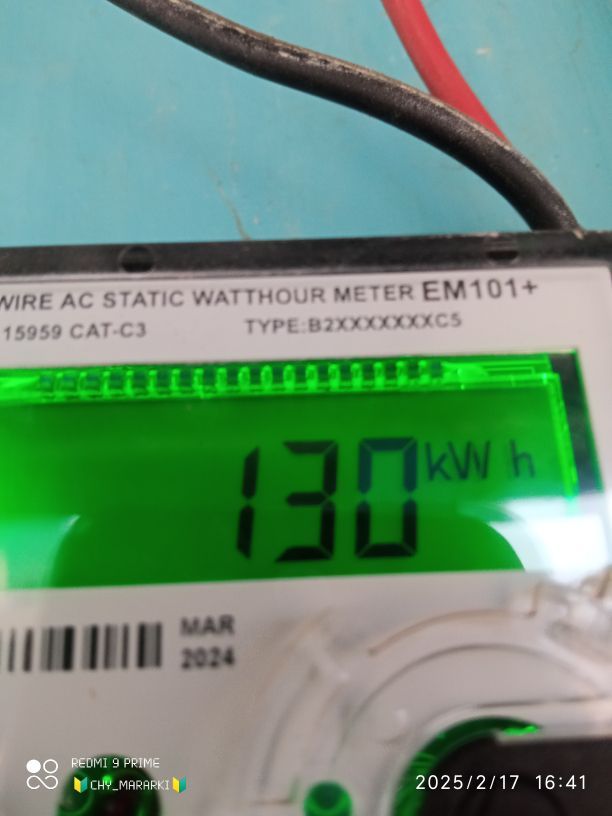 WIRE AC STATIC WATTHOUR METER EM101+
15959 CAT-C3 TYPE:B2XXXXXXXC5
130 kWh
MAR
2024
REDMI 9 PRIME
🔰CHY_MARARKI🔰
2025/2/17 16:41